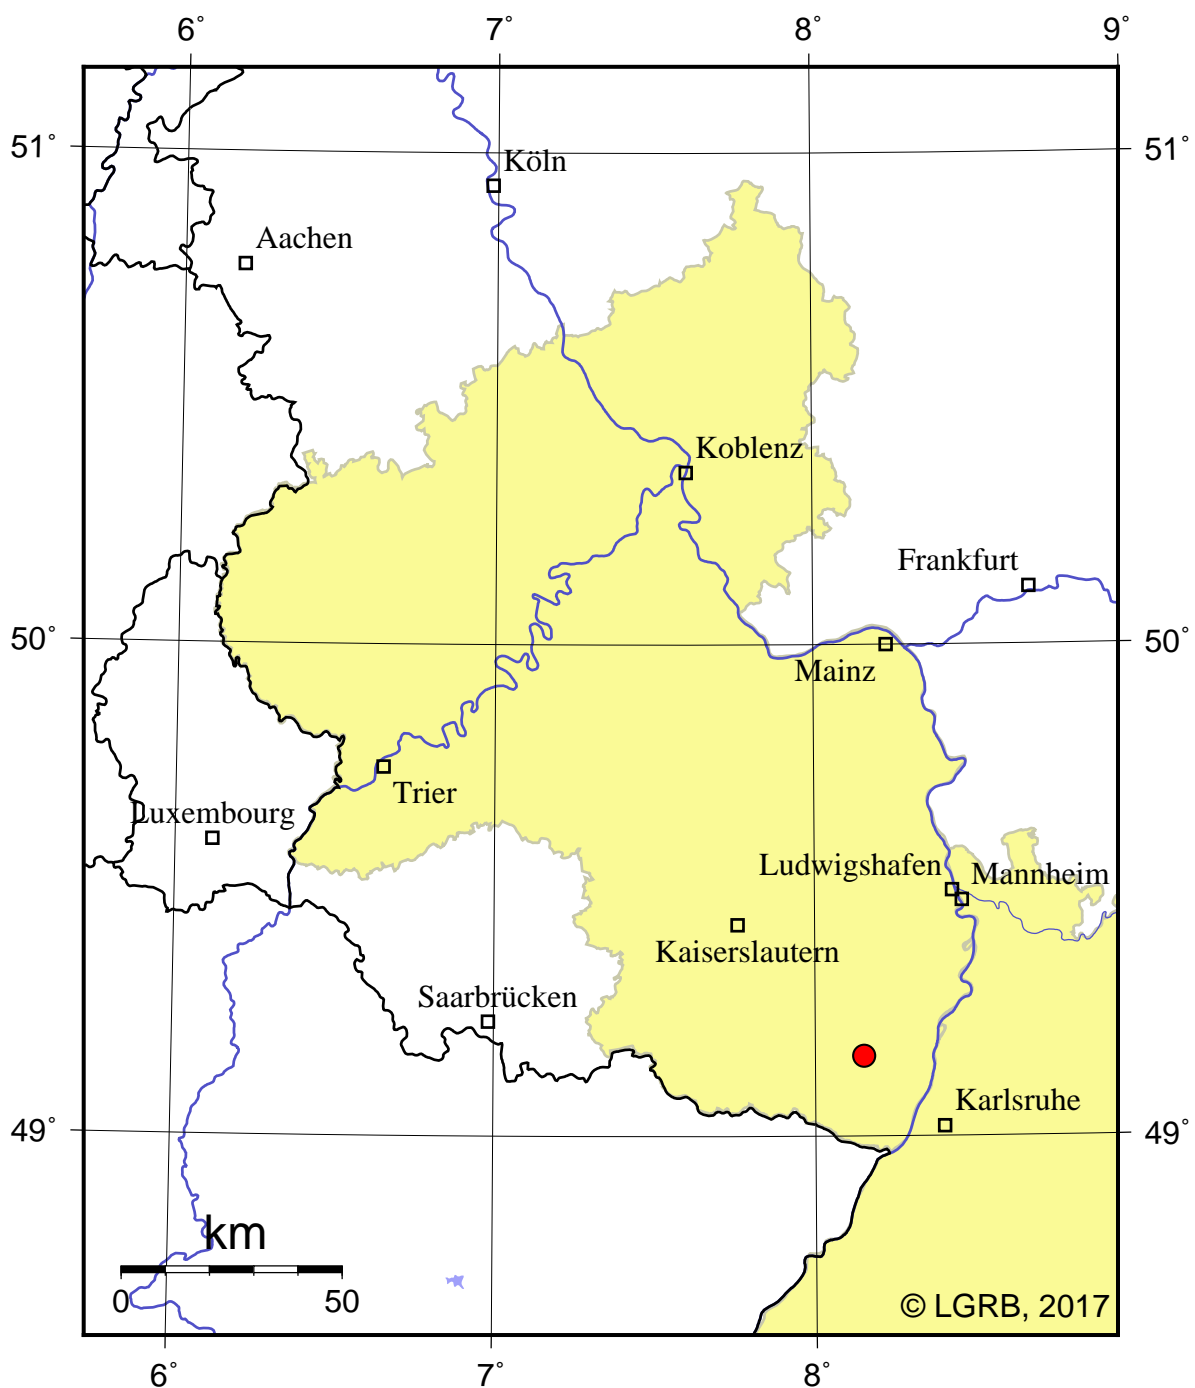 6° 7° 8° 9°
51° 51°
Köln
Aachen
Koblenz
Frankfurt
50° 50°
Mainz
Trier
Luxembourg
Ludwigshafen
Mannheim
Kaiserslautern
Saarbrücken
Karlsruhe
49° 49°
km
0 50
© LGRB, 2017
6° 7° 8°